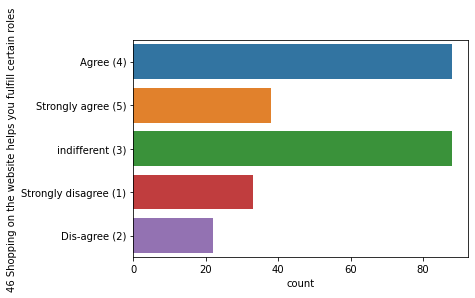 46 Shopping on the website helps you fulfill certain roles
Agree (4)
Strongly agree (5)
indifferent (3)
Strongly disagree (1)
Dis-agree (2)
0 20 40 60 80
count